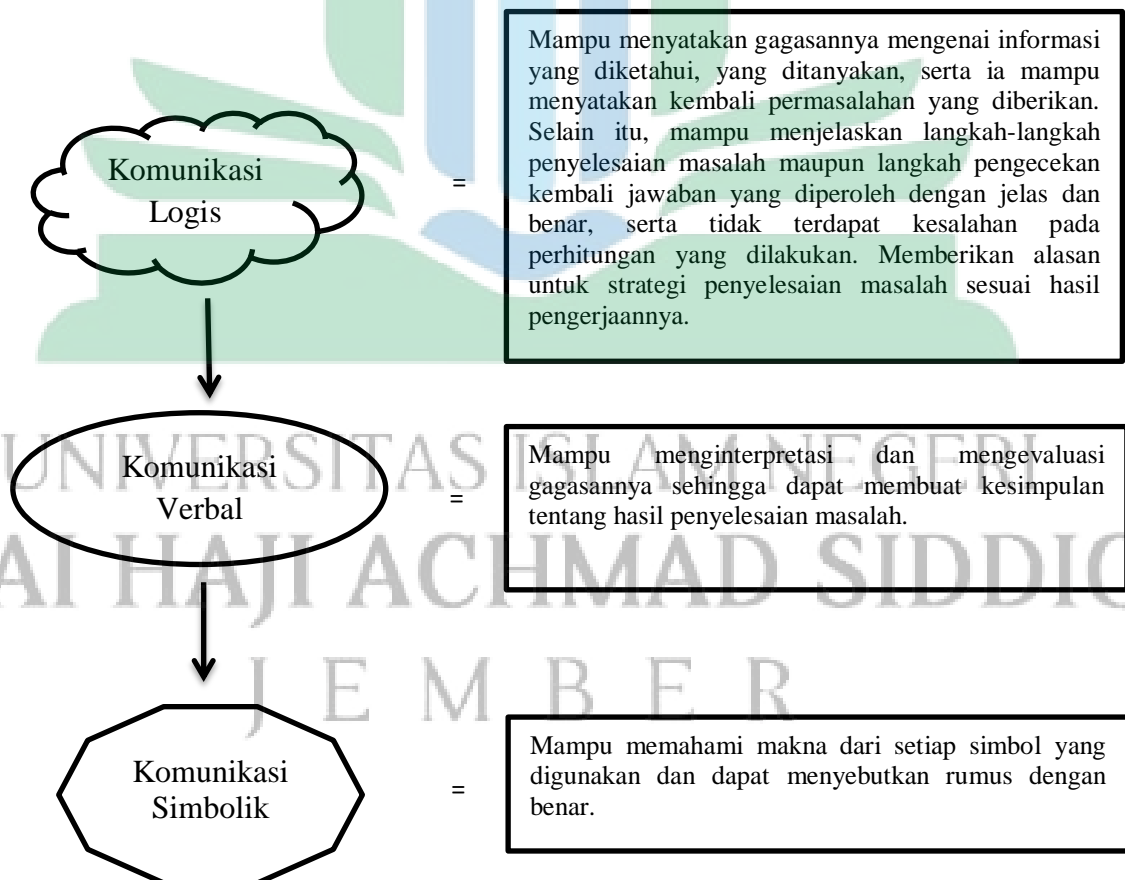 Komunikasi
Logis
=
Mampu menyatakan gagasannya mengenai informasi
yang diketahui, yang ditanyakan, serta ia mampu
menyatakan kembali permasalahan yang diberikan.
Selain itu, mampu menjelaskan langkah-langkah
penyelesaian masalah maupun langkah pengecekan
kembali jawaban yang diperoleh dengan jelas dan
benar, serta tidak terdapat kesalahan pada
perhitungan yang dilakukan. Memberikan alasan
untuk strategi penyelesaian masalah sesuai hasil
pengerjaannya.
UNIVERSITAS ISLAM NEGERI
Komunikasi
Verbal
=
Mampu menginterpretasi dan mengevaluasi
gagasannya sehingga dapat membuat kesimpulan
tentang hasil penyelesaian masalah.
AI HAJI ACHMAD SIDDIQ
JEMBER
Komunikasi
Simbolik
=
Mampu memahami makna dari setiap simbol yang
digunakan dan dapat menyebutkan rumus dengan
benar.